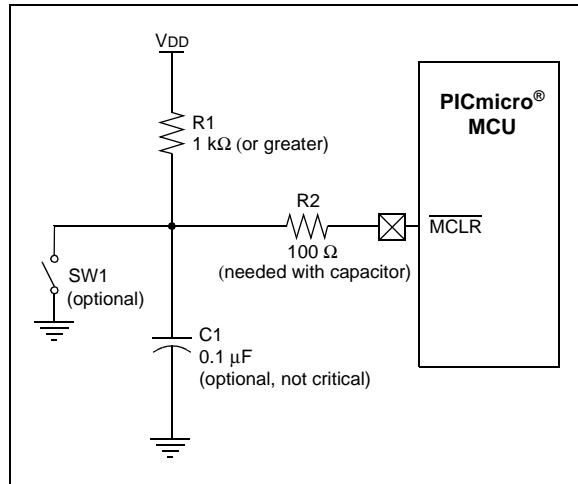 VDD
PICmicro®
MCU
R1
1 kΩ (or greater)
R2
MCLR
100 Ω
(needed with capacitor)
SW1
(optional)
C1
0.1 µF
(optional, not critical)